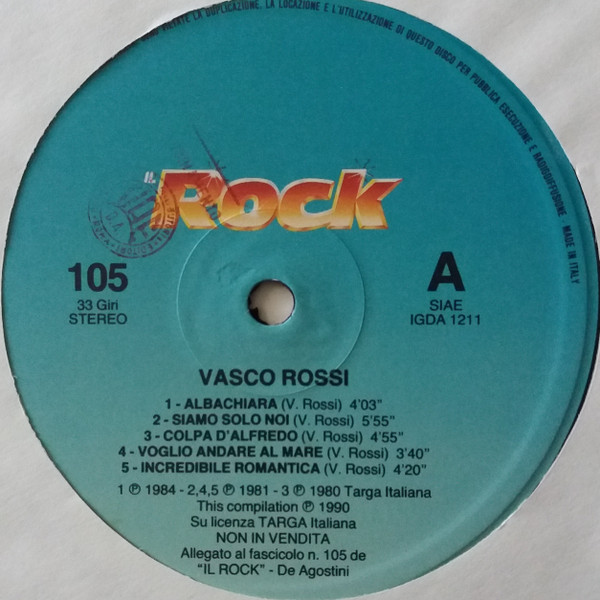 VIETATE LA DUPLICAZIONE, LA LOCAZIONE E L'UTILIZZAZIONE DI QUESTO DISCO PER PUBBLICA ESECUZIONE E RADIODIFFUSIONE - MADE IN ITALY
IL ROCK
105
33 Giri
STEREO
A
SIAE
IGDA 1211
VASCO ROSSI
1 - ALBACHIARA (V. Rossi) 4'03"
2 - SIAMO SOLO NOI (V. Rossi) 5'55"
3 - COLPA D'ALFREDO (V. Rossi) 4'55"
4 - VOGLIO ANDARE AL MARE (V. Rossi) 3'40"
5 - INCREDIBILE ROMANTICA (V. Rossi) 4'20"
1 ℗ 1984 - 2,4,5 ℗ 1981 - 3 ℗ 1980 Targa Italiana
This compilation ℗ 1990
Su licenza TARGA Italiana
NON IN VENDITA
Allegato al fascicolo n. 105 de
"IL ROCK" - De Agostini